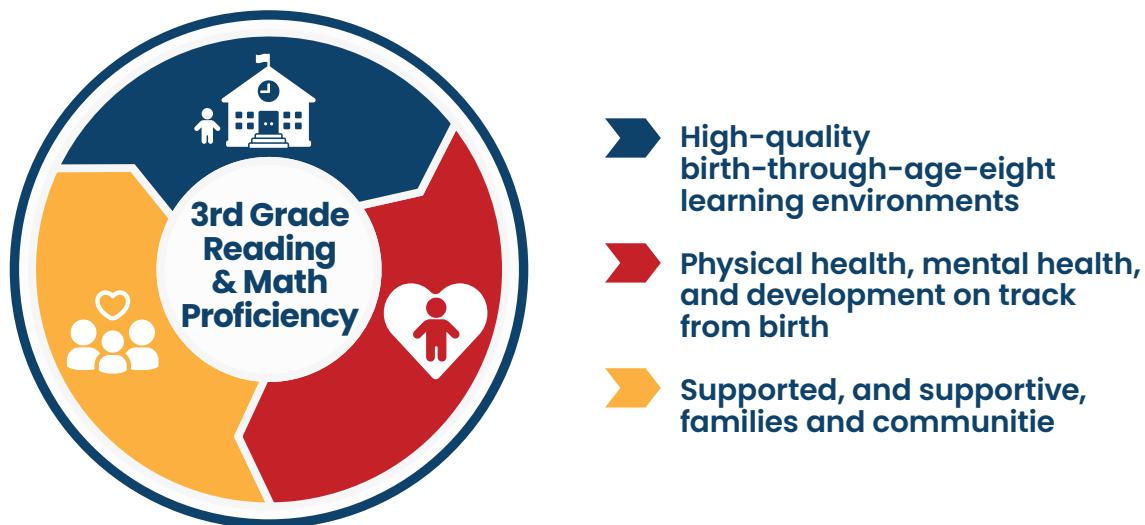 3rd Grade
Reading
& Math
Proficiency
High-quality
birth-through-age-eight
learning environments
Physical health, mental health,
and development on track
from birth
Supported, and supportive,
families and communitie